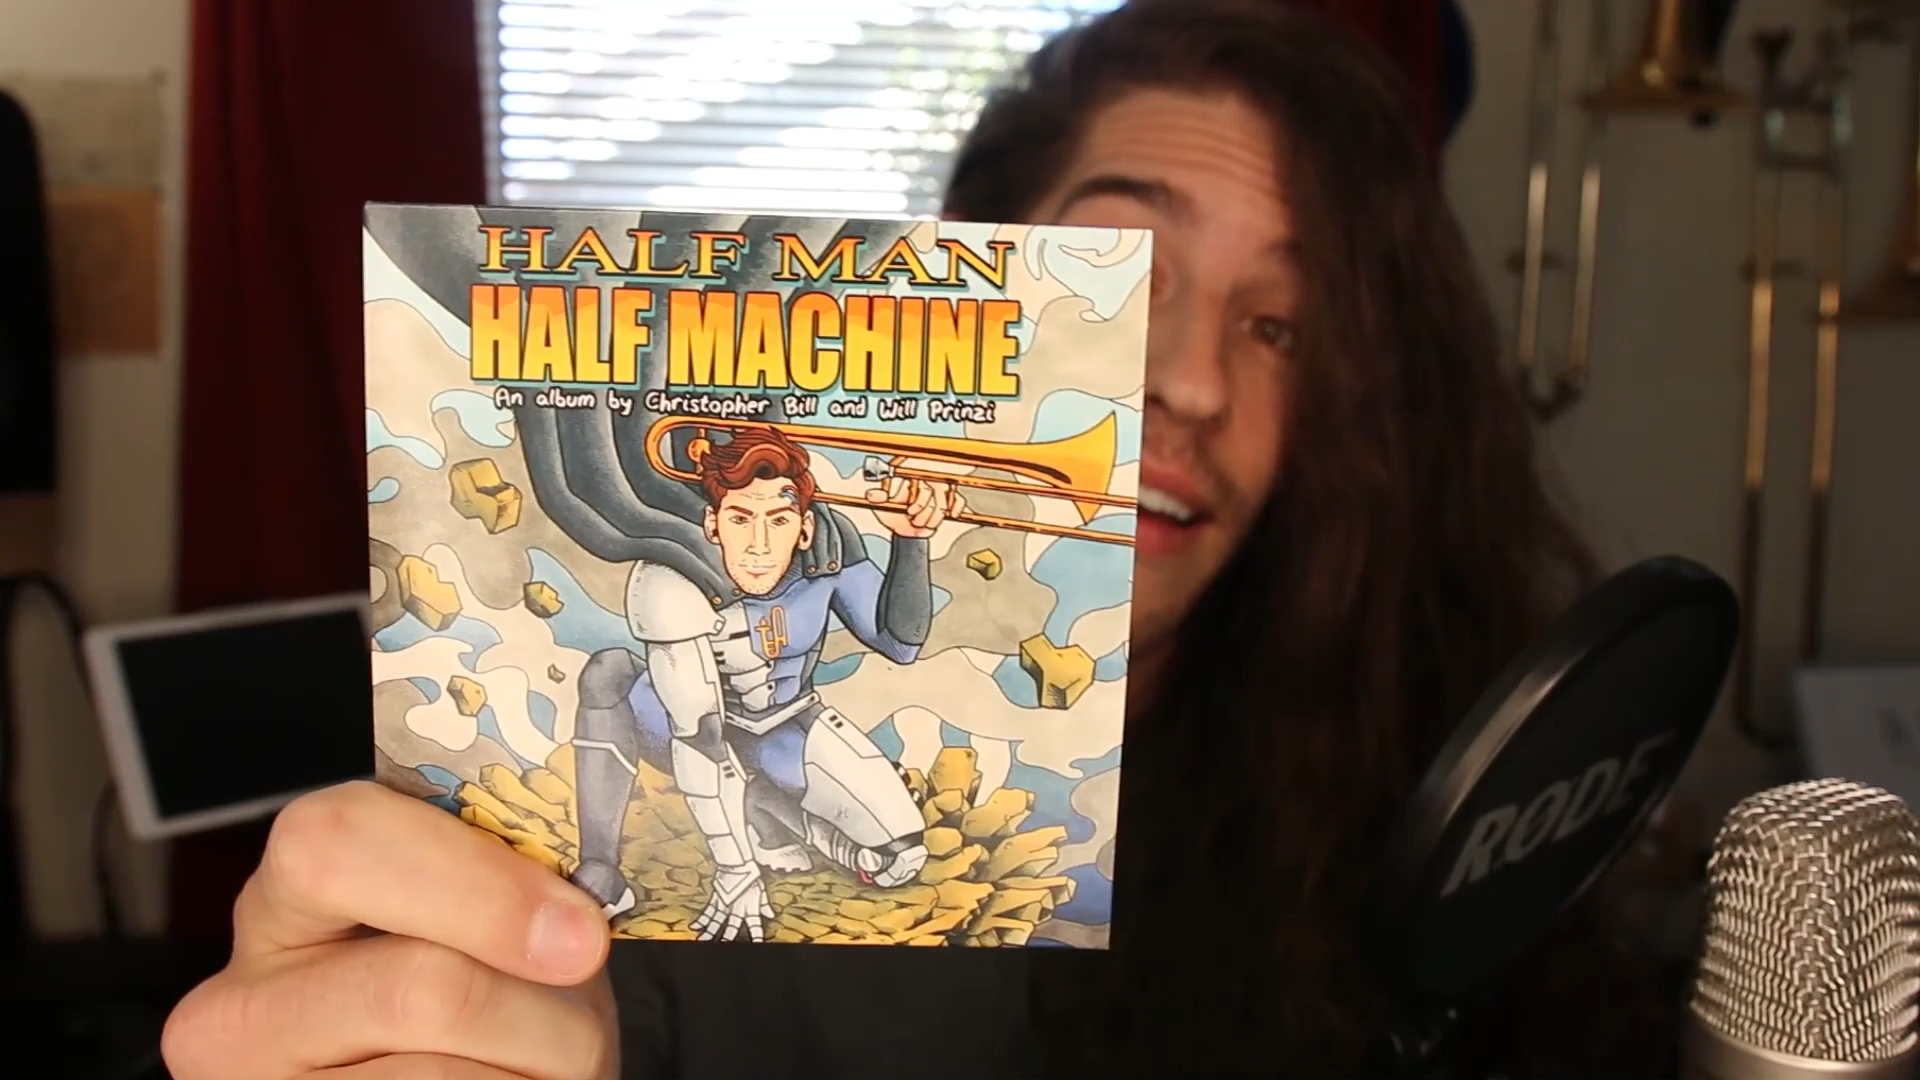 HALF MAN
HALF MACHINE
An album by Christopher Bill and Will Prinzi
RØDE